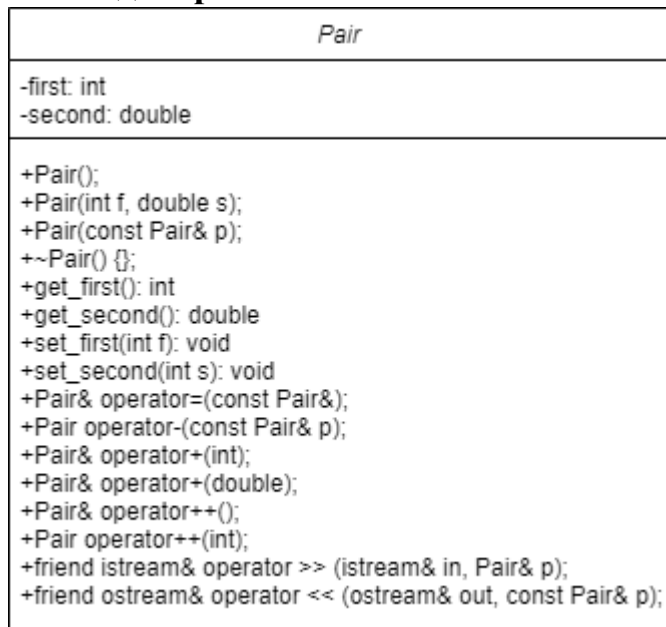 Pair
-first: int
-second: double
+Pair();
+Pair(int f, double s);
+Pair(const Pair& p);
+~Pair() {};
+get_first(): int
+get_second(): double
+set_first(int f): void
+set_second(int s): void
+Pair& operator=(const Pair&);
+Pair operator-(const Pair& p);
+Pair& operator+(int);
+Pair& operator+(double);
+Pair& operator++();
+Pair operator++(int);
+friend istream& operator >> (istream& in, Pair& p);
+friend ostream& operator << (ostream& out, const Pair& p);